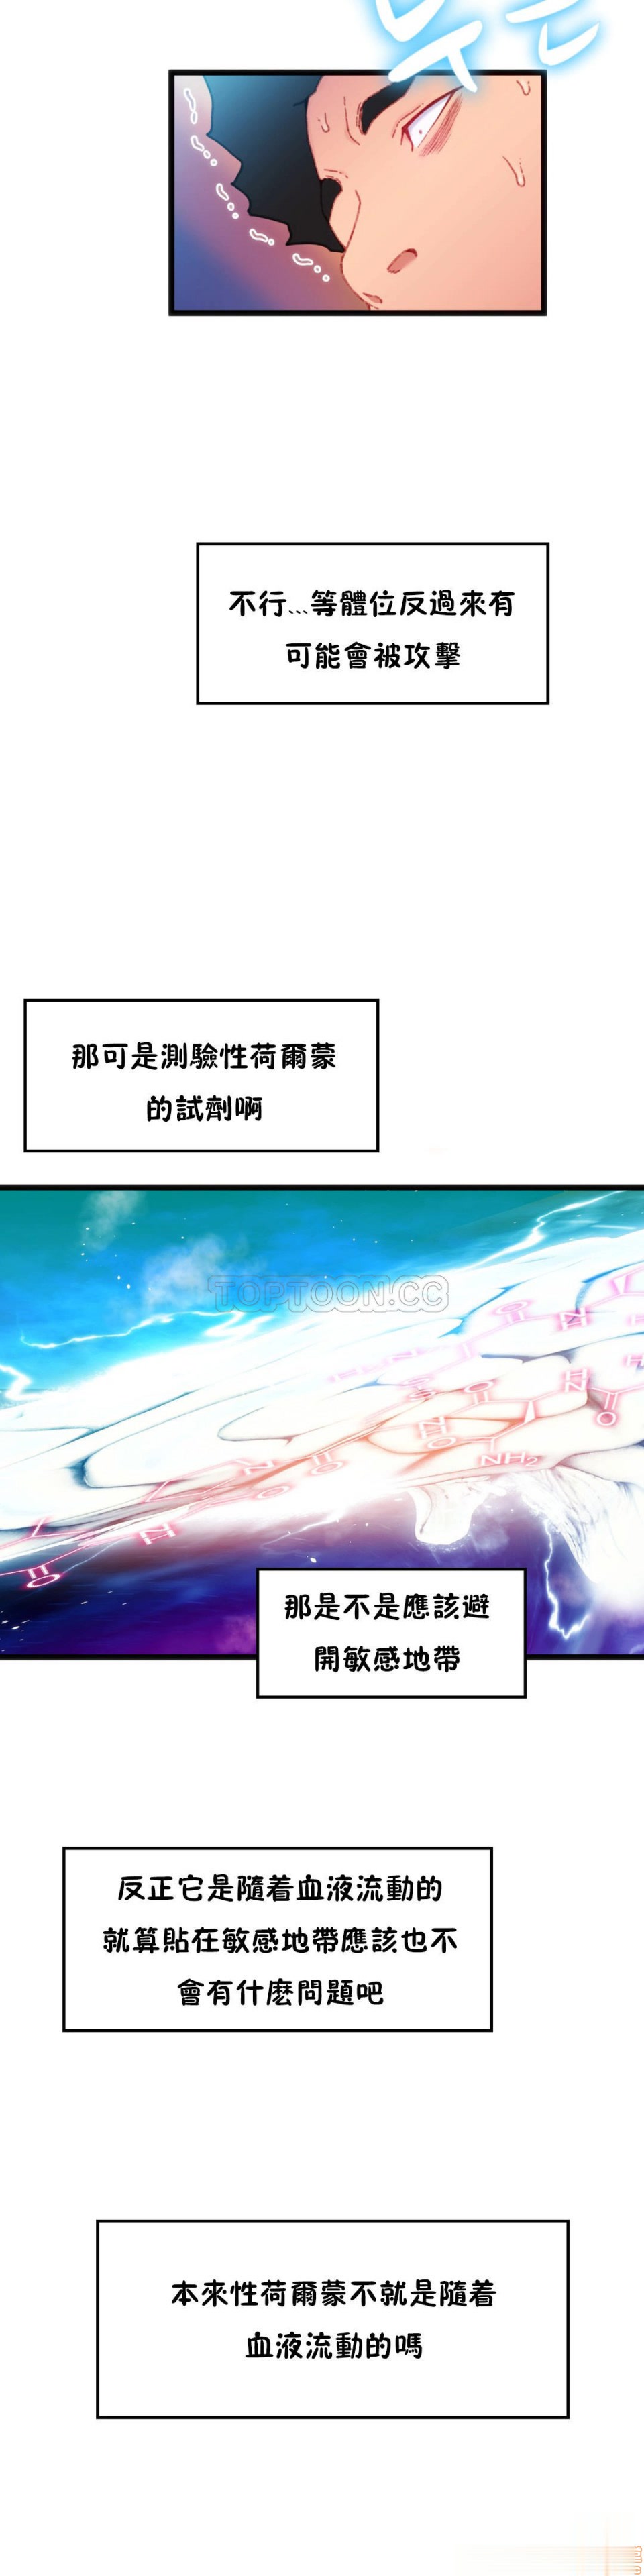 不行...等體位反過來有
可能會被攻擊
那可是測驗性荷爾蒙
的試劑啊
TOPTOON.CC
NH₂
那是不是應該避
開敏感地帶
反正它是隨着血液流動的
就算貼在敏感地帶應該也不
會有什麽問題吧
本來性荷爾蒙不就是隨着
血液流動的嗎